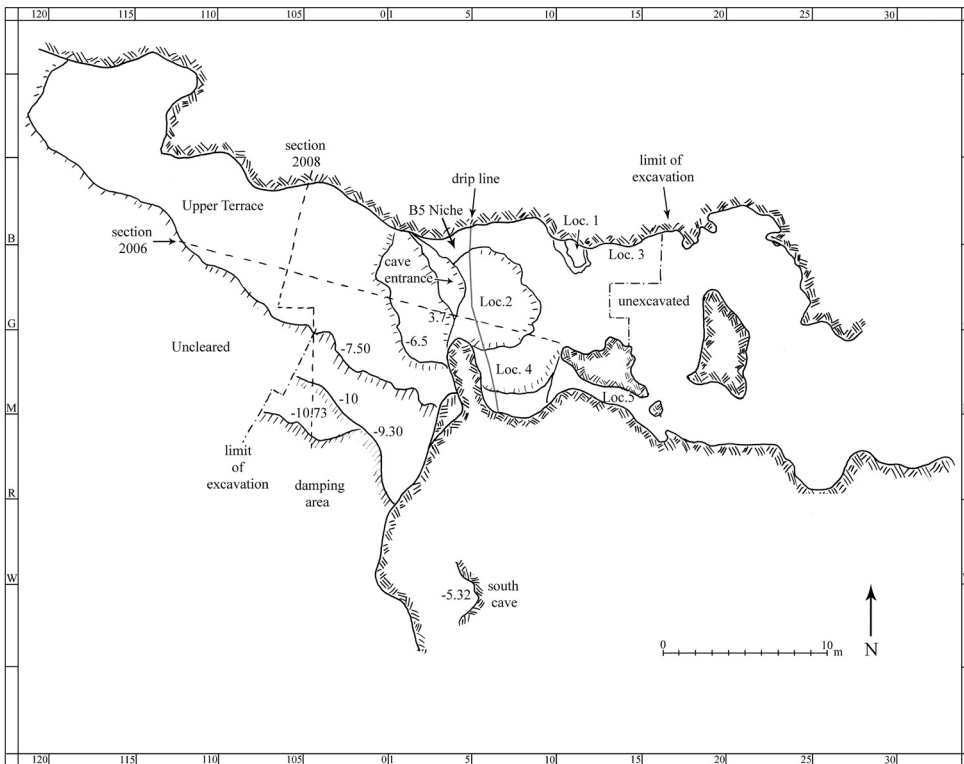 120 115 110 105 0|1 5 10 15 20 25 30
section
2008
drip line
limit of
excavation
Upper Terrace
B5 Niche
Loc. 1
section
2006
B
cave
entrance
Loc. 3
Loc.2
unexcavated
3.7
G
-6.5
Uncleared
-7.50
Loc. 4
-10
Loc.5
M
-10.73
-9.30
limit
of
excavation
damping
area
R
W
-5.32
south
cave
0 10 m
N
120 115 110 105 0|1 5 10 15 20 25 30